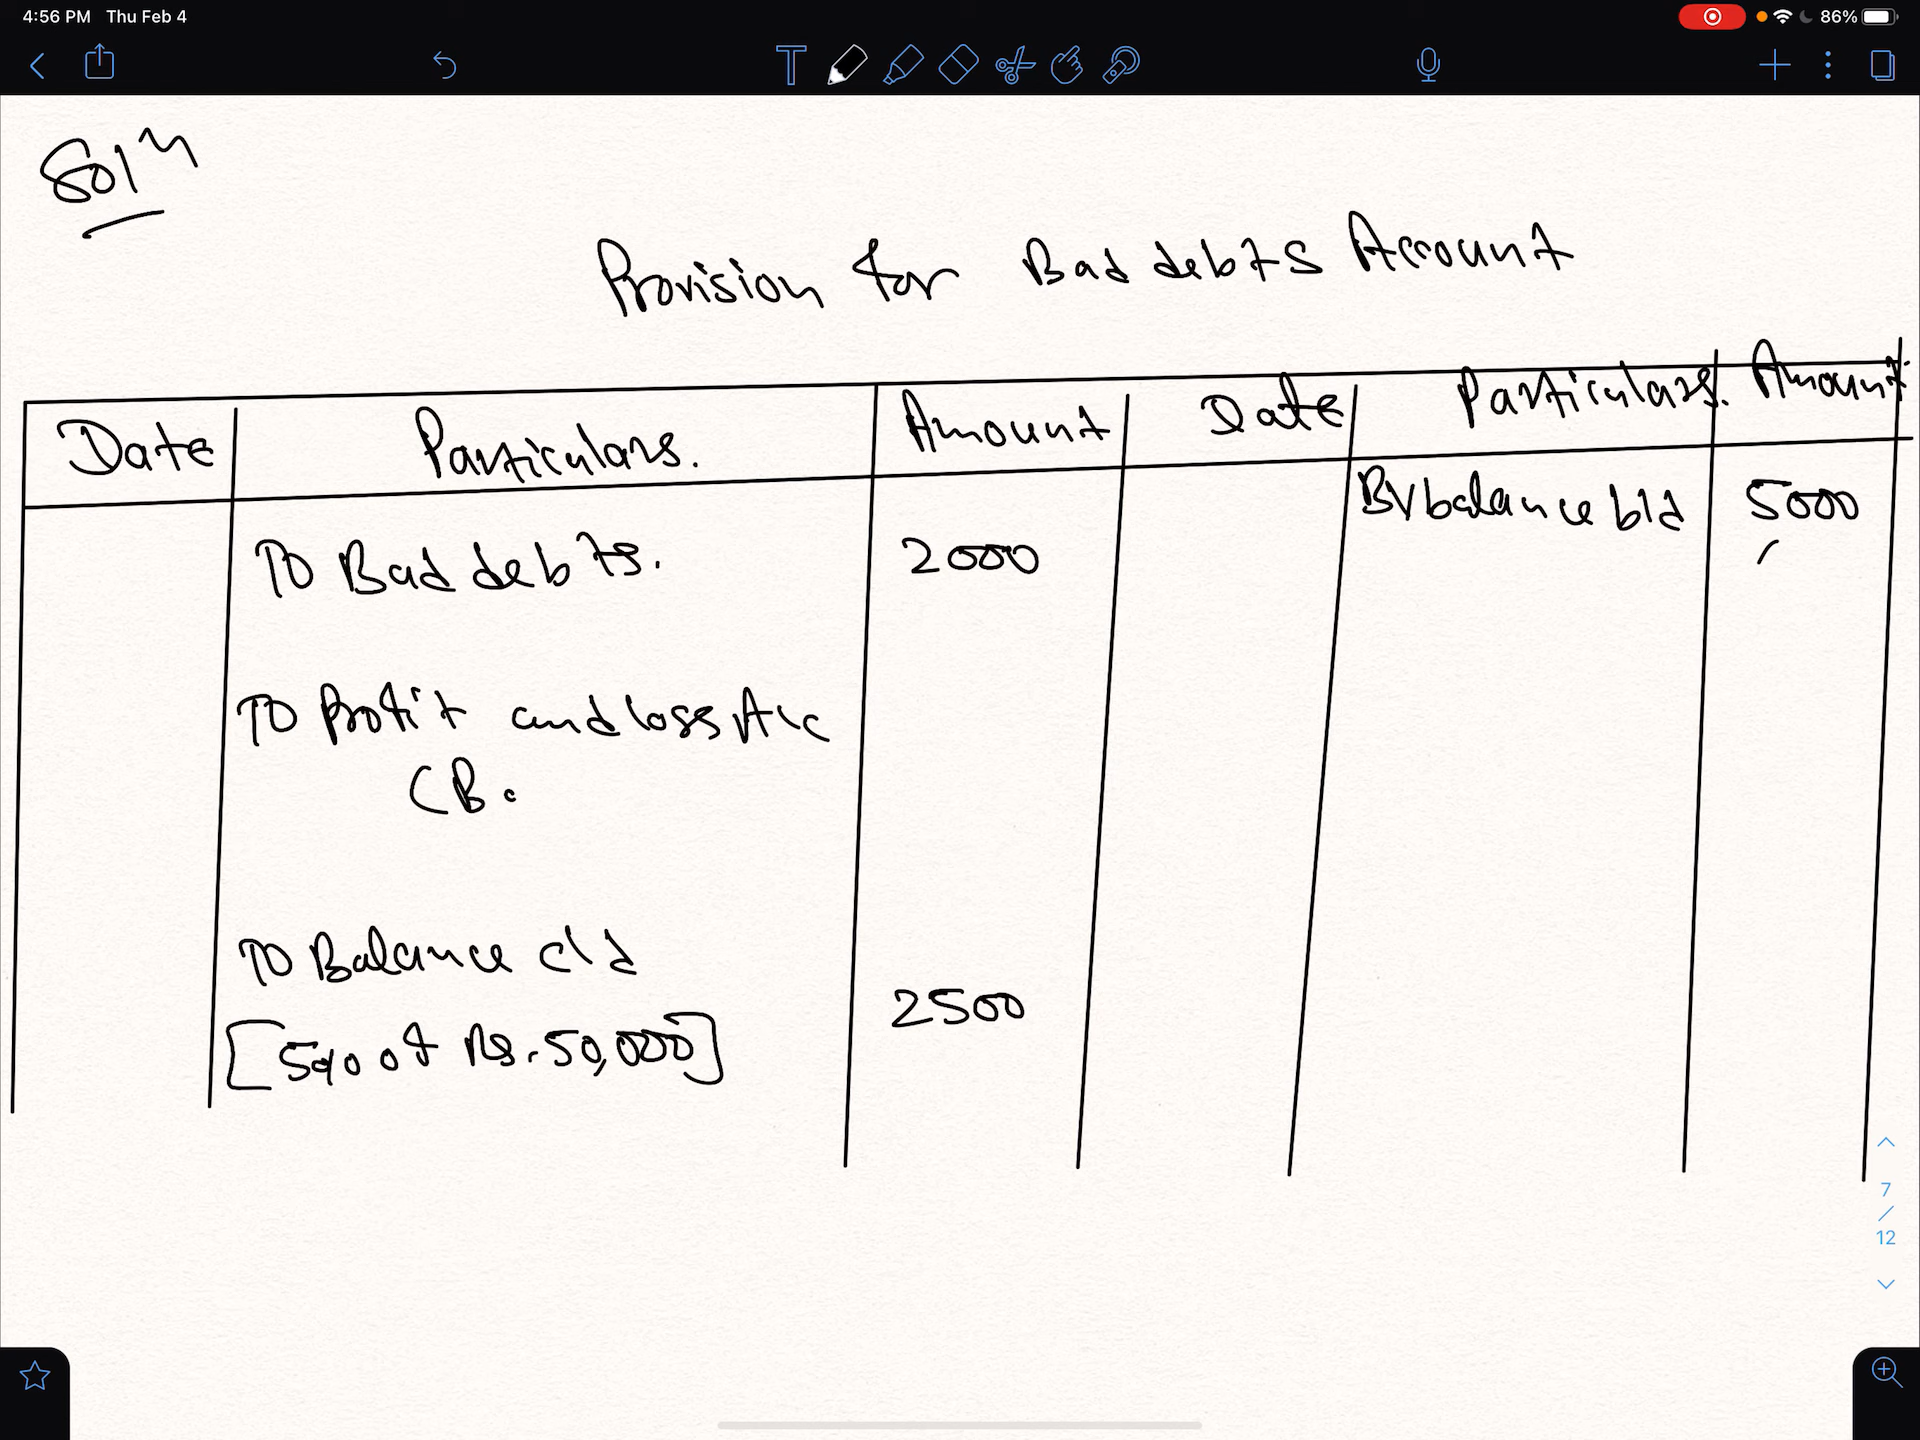 4:56 PM Thu Feb 4
86%
Soln
Provision for Bad debts Account
Date Particulars. Amount Date Particulars. Amount
By balance b/d 5000
To Bad debts. 2000
To Profit and loss A/c
(B.
To Balance c/d
2500
[5% of Rs. 50,000]
7
/
12